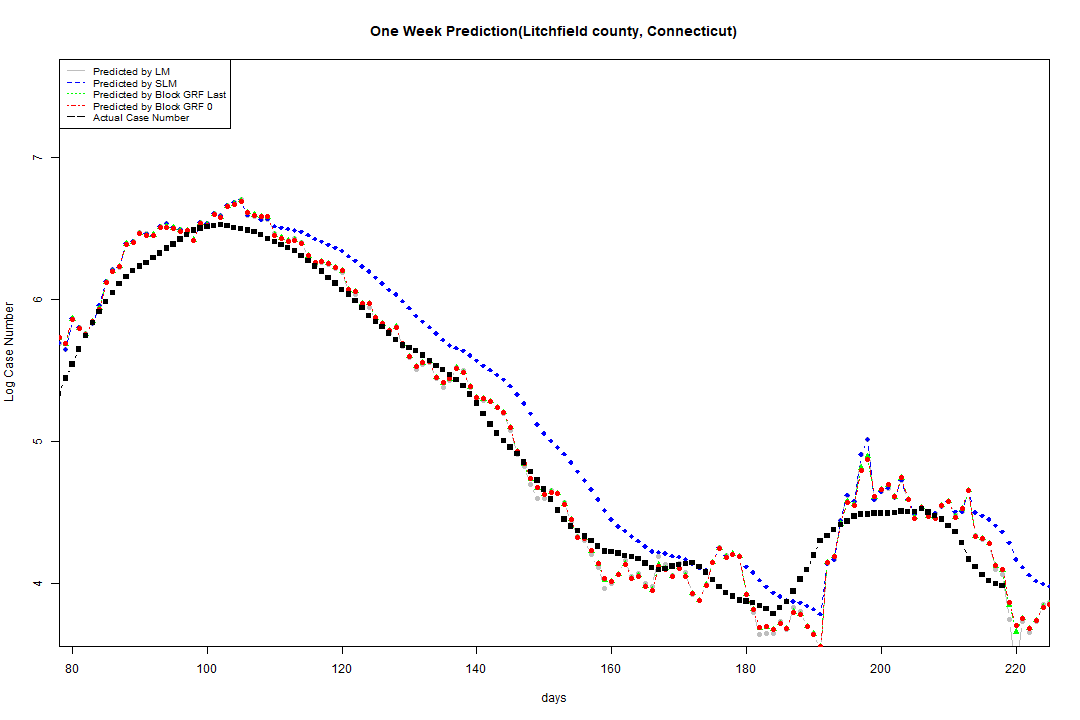 One Week Prediction(Litchfield county, Connecticut)
Predicted by LM
Predicted by SLM
Predicted by Block GRF Last
Predicted by Block GRF 0
Actual Case Number
7
6
5
4
Log Case Number
80 100 120 140 160 180 200 220
days